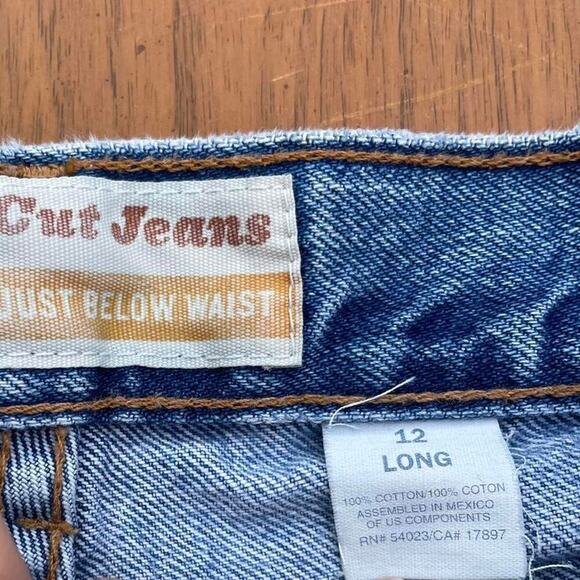 Cut Jeans
JUST BELOW WAIST
12
LONG
100% COTTON/100% COTON
ASSEMBLED IN MEXICO
OF US COMPONENTS
RN# 54023/CA# 17897